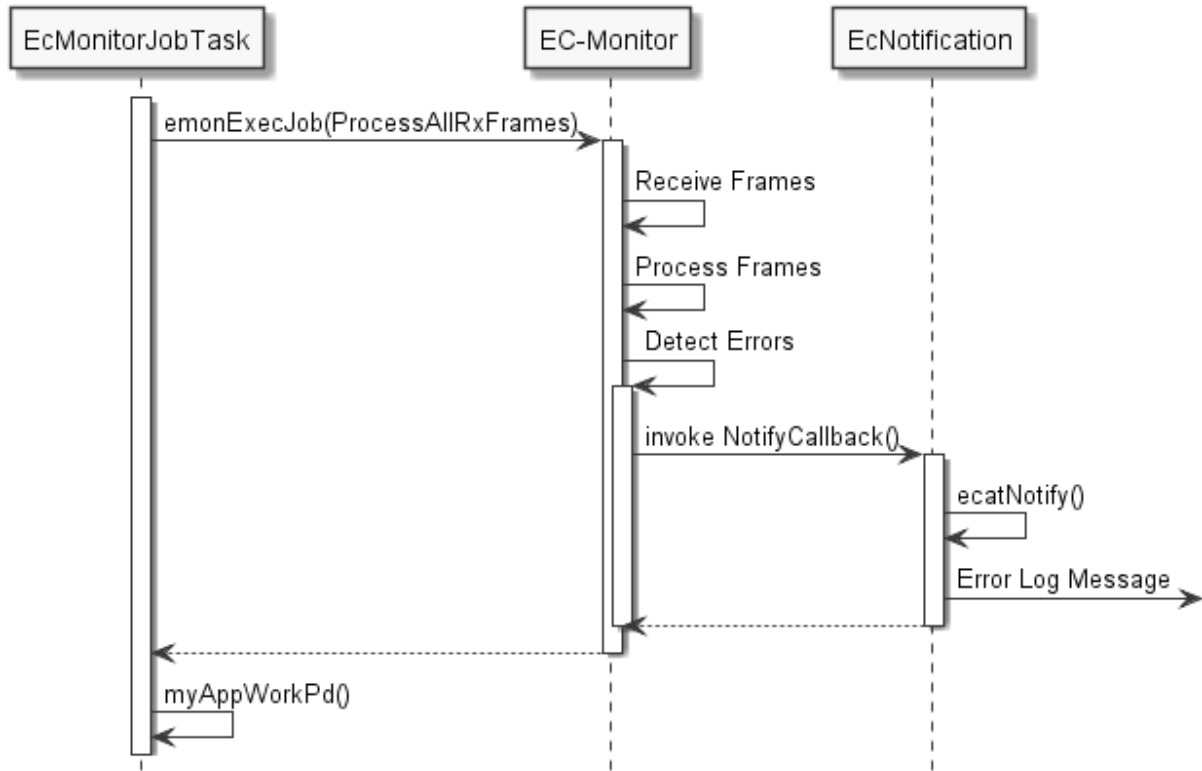 EcMonitorJobTask
EC-Monitor
EcNotification
emonExecJob(ProcessAllRxFrames)
Receive Frames
Process Frames
Detect Errors
invoke NotifyCallback()
ecatNotify()
Error Log Message
myAppWorkPd()